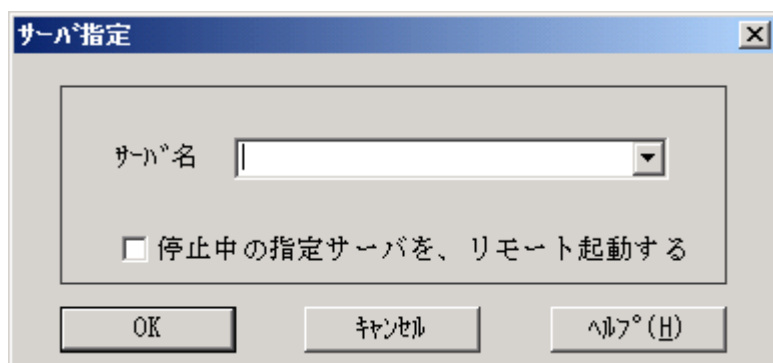 サーバ指定
ｻｰﾊﾞ名
停止中の指定サーバを、リモート起動する
OK
ｷｬﾝｾﾙ
ﾍﾙﾌﾟ(H)